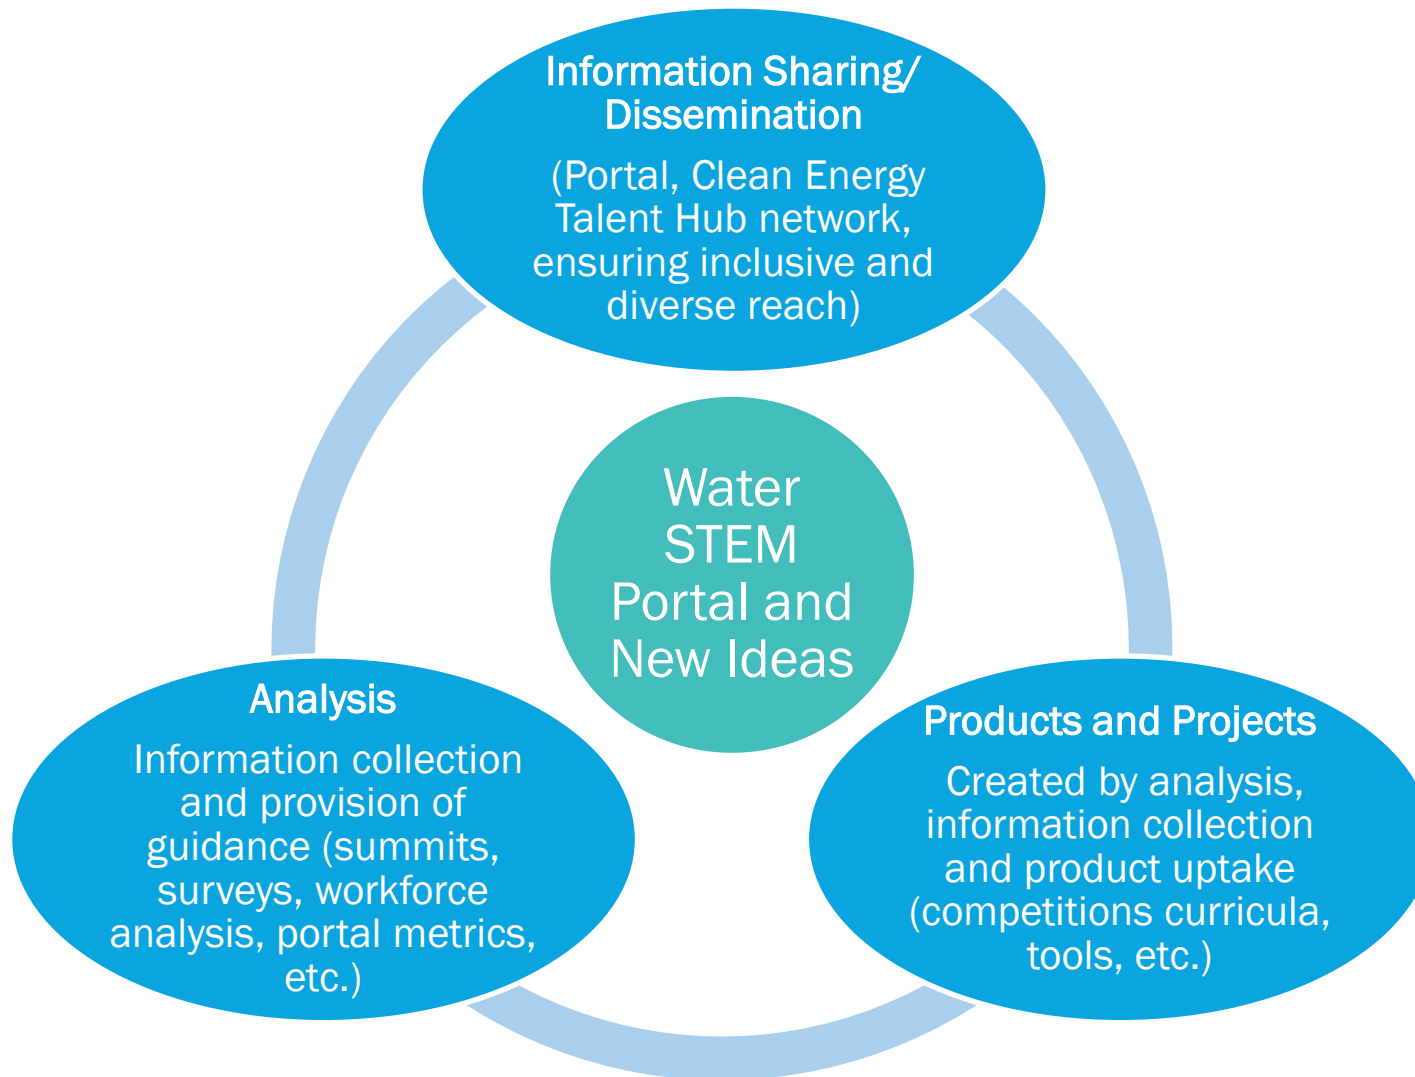 Information Sharing/
Dissemination
(Portal, Clean Energy
Talent Hub network,
ensuring inclusive and
diverse reach)
Water
STEM
Portal and
New Ideas
Analysis
Information collection
and provision of
guidance (summits,
surveys, workforce
analysis, portal metrics,
etc.)
Products and Projects
Created by analysis,
information collection
and product uptake
(competitions curricula,
tools, etc.)